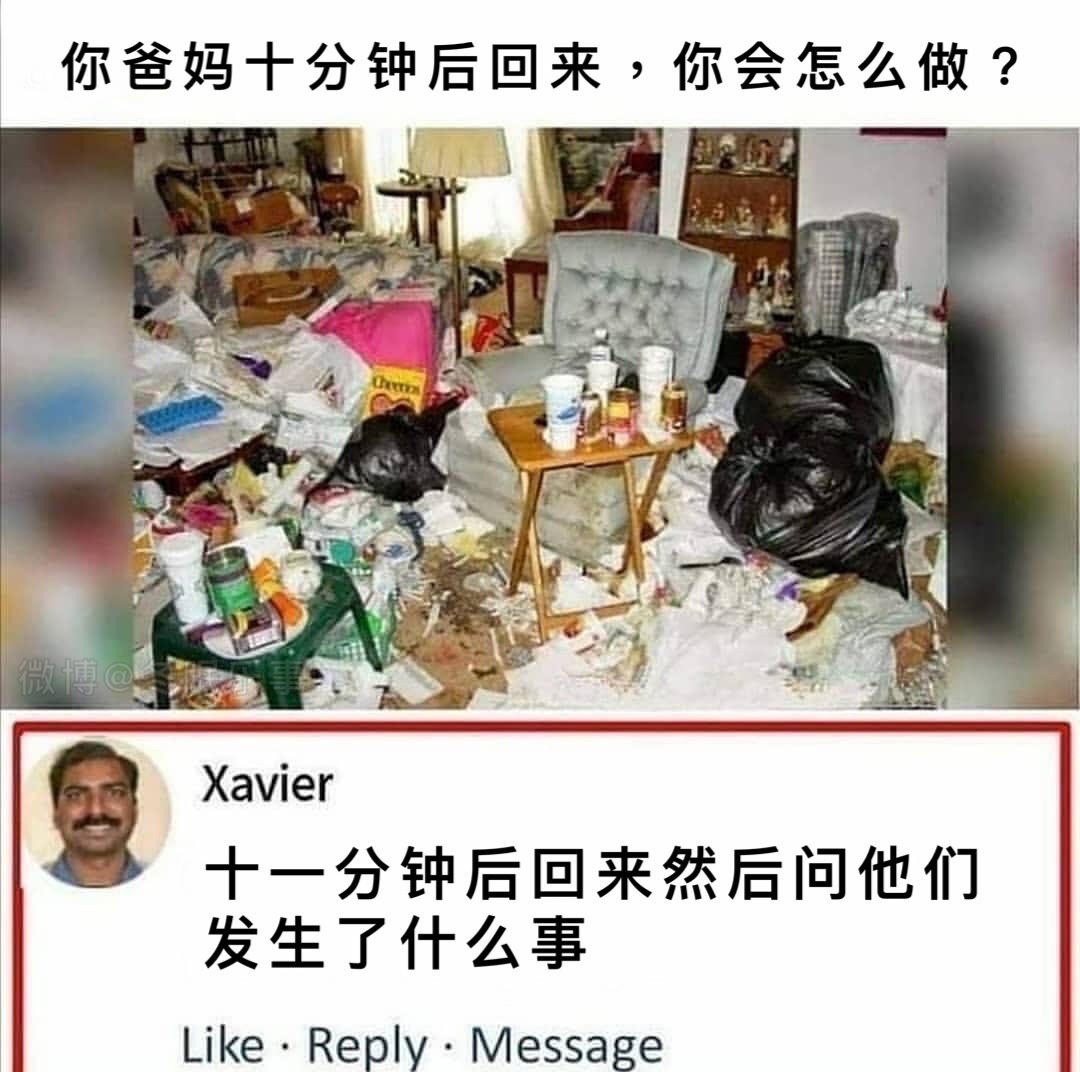 你爸妈十分钟后回来，你会怎么做？
Cheerios
微博@
Xavier
十一分钟后回来然后问他们
发生了什么事
Like · Reply · Message